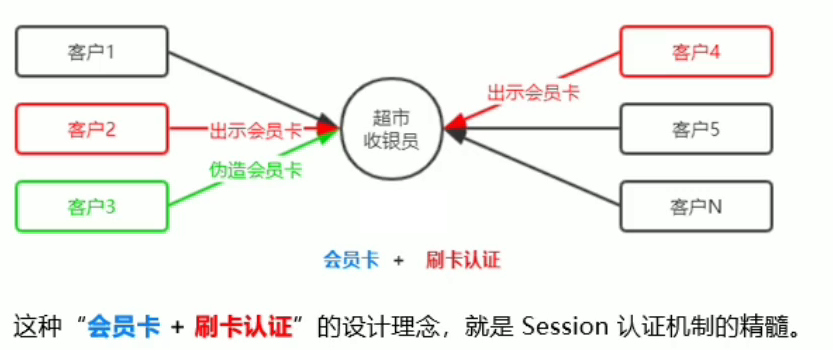 客户1
客户4
出示会员卡
超市
收银员
客户2
出示会员卡
客户5
伪造会员卡
客户3
客户N
会员卡 + 刷卡认证
这种“会员卡 + 刷卡认证”的设计理念，就是 Session 认证机制的精髓。